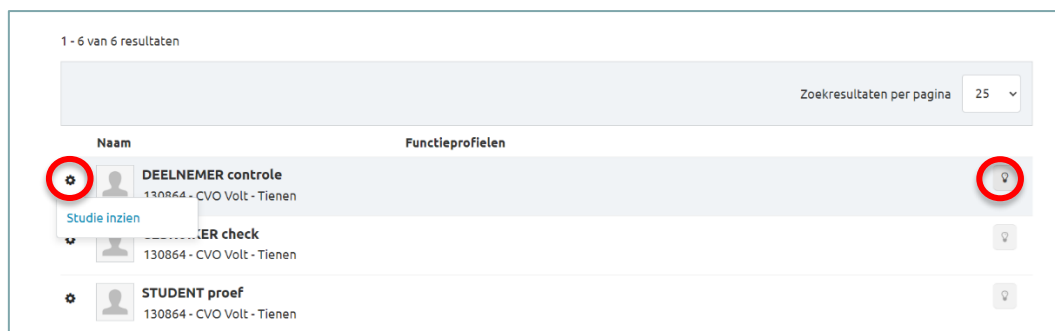 1 - 6 van 6 resultaten
Zoekresultaten per pagina 25
Naam Functieprofielen
DEELNEMER controle
130864 - CVO Volt - Tienen
Studie inzien
check
130864 - CVO Volt - Tienen
STUDENT proef
130864 - CVO Volt - Tienen